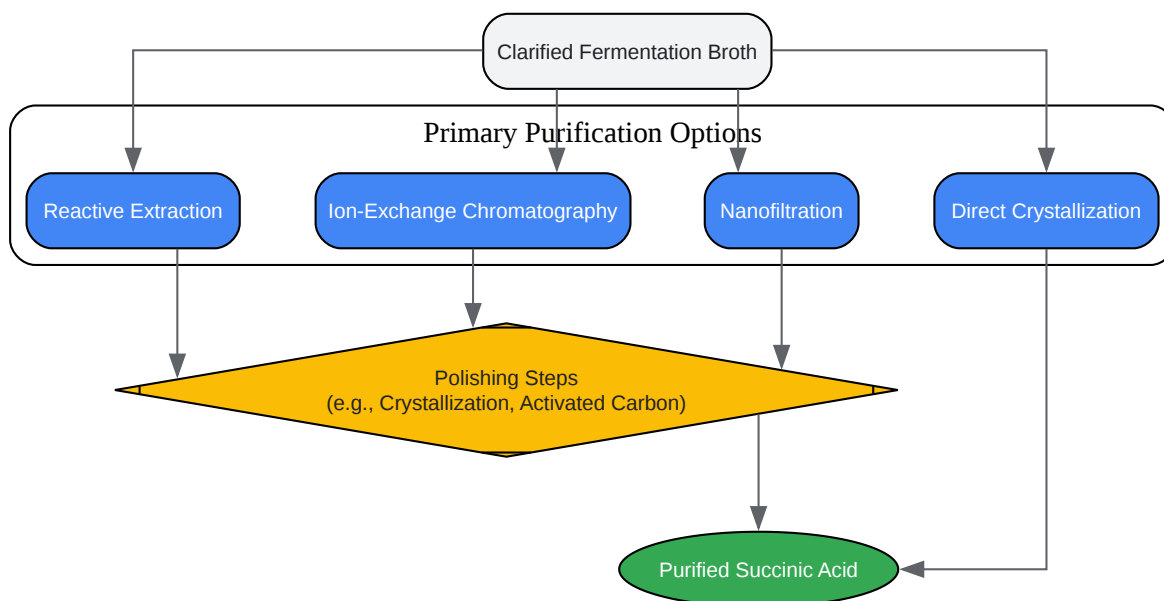 Clarified Fermentation Broth
Primary Purification Options
Reactive Extraction
Ion-Exchange Chromatography
Nanofiltration
Direct Crystallization
Polishing Steps
(e.g., Crystallization, Activated Carbon)
Purified Succinic Acid